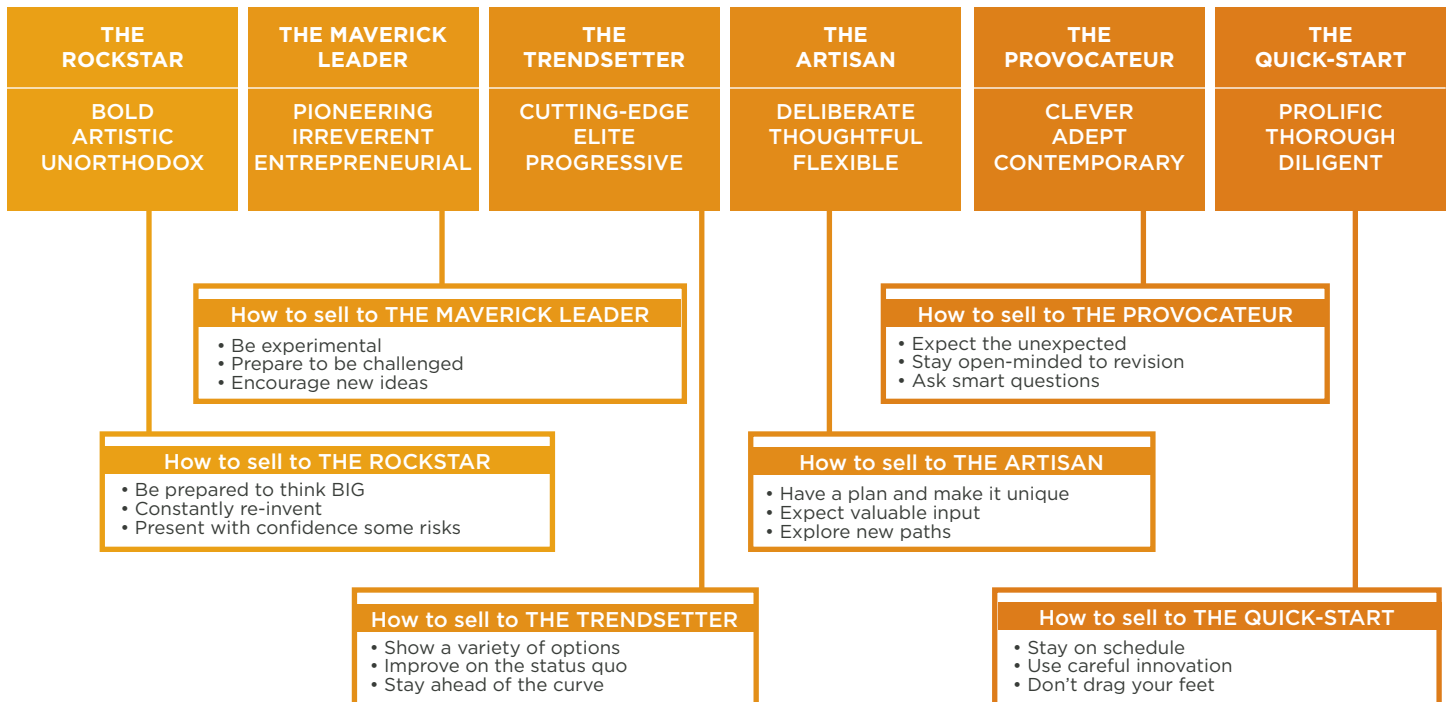 THE
ROCKSTAR
BOLD
ARTISTIC
UNORTHODOX
THE MAVERICK
LEADER
PIONEERING
IRREVERENT
ENTREPRENEURIAL
THE
TRENDSETTER
CUTTING-EDGE
ELITE
PROGRESSIVE
THE
ARTISAN
DELIBERATE
THOUGHTFUL
FLEXIBLE
THE
PROVOCATEUR
CLEVER
ADEPT
CONTEMPORARY
THE
QUICK-START
PROLIFIC
THOROUGH
DILIGENT
How to sell to THE MAVERICK LEADER
• Be experimental
• Prepare to be challenged
• Encourage new ideas
How to sell to THE PROVOCATEUR
• Expect the unexpected
• Stay open-minded to revision
• Ask smart questions
How to sell to THE ROCKSTAR
• Be prepared to think BIG
• Constantly re-invent
• Present with confidence some risks
How to sell to THE ARTISAN
• Have a plan and make it unique
• Expect valuable input
• Explore new paths
How to sell to THE TRENDSETTER
• Show a variety of options
• Improve on the status quo
• Stay ahead of the curve
How to sell to THE QUICK-START
• Stay on schedule
• Use careful innovation
• Don’t drag your feet